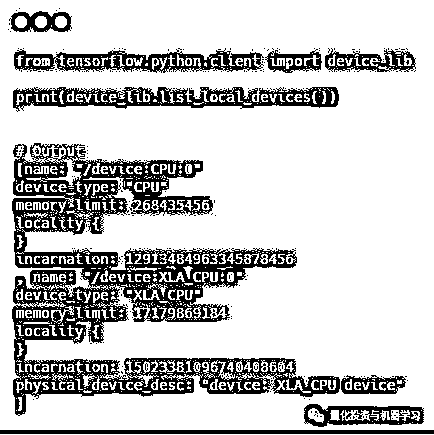 from tensorflow.python.client import device_lib
print(device_lib.list_local_devices())
# Output
[name: "/device:CPU:0"
device_type: "CPU"
memory_limit: 268435456
locality {
}
incarnation: 12913484963345878456
, name: "/device:XLA_CPU:0"
device_type: "XLA_CPU"
memory_limit: 17179869184
locality {
}
incarnation: 15023381096740408604
physical_device_desc: "device: XLA_CPU device"
]
量化投资与机器学习